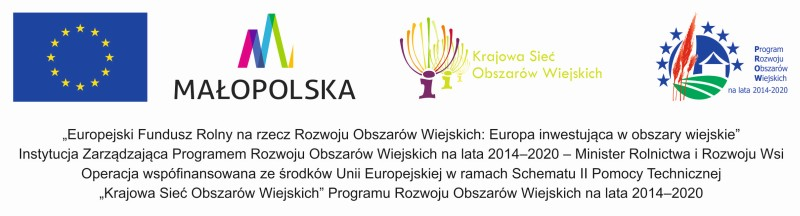 MAŁOPOLSKA
Krajowa Sieć
Obszarów Wiejskich
Program
Rozwoju
Obszarów
Wiejskich
na lata 2014-2020
„Europejski Fundusz Rolny na rzecz Rozwoju Obszarów Wiejskich: Europa inwestująca w obszary wiejskie”
Instytucja Zarządzająca Programem Rozwoju Obszarów Wiejskich na lata 2014–2020 – Minister Rolnictwa i Rozwoju Wsi
Operacja wspófinansowana ze środków Unii Europejskiej w ramach Schematu II Pomocy Technicznej
„Krajowa Sieć Obszarów Wiejskich” Programu Rozwoju Obszarów Wiejskich na lata 2014–2020